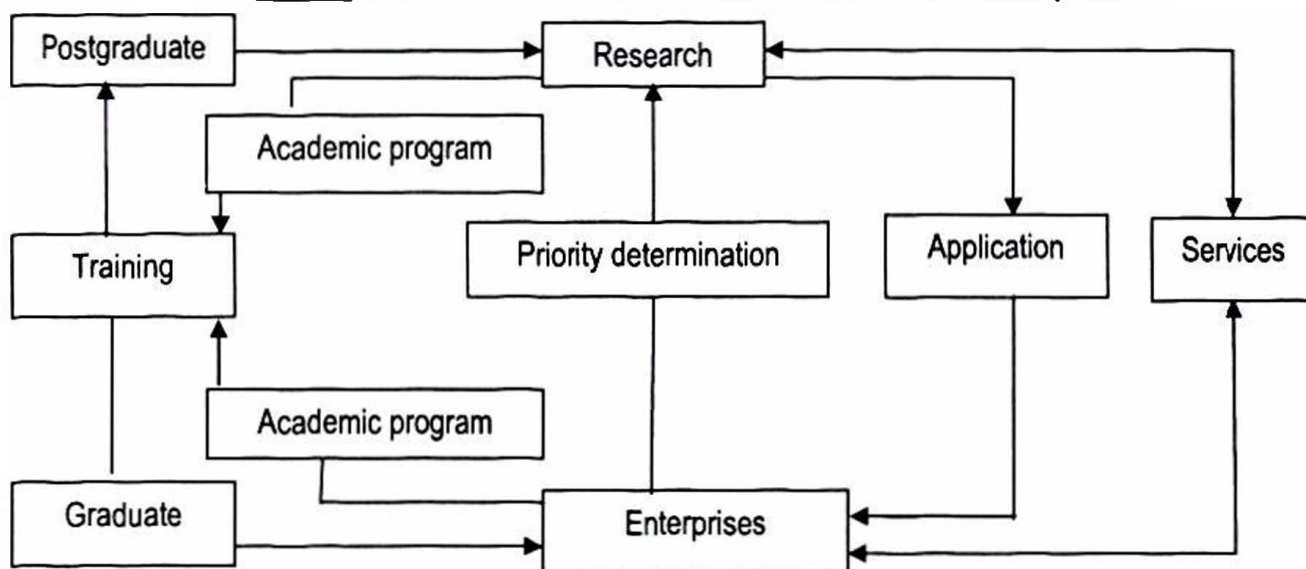 Postgraduate
Research
Academic program
Training
Priority determination
Application
Services
Academic program
Graduate
Enterprises